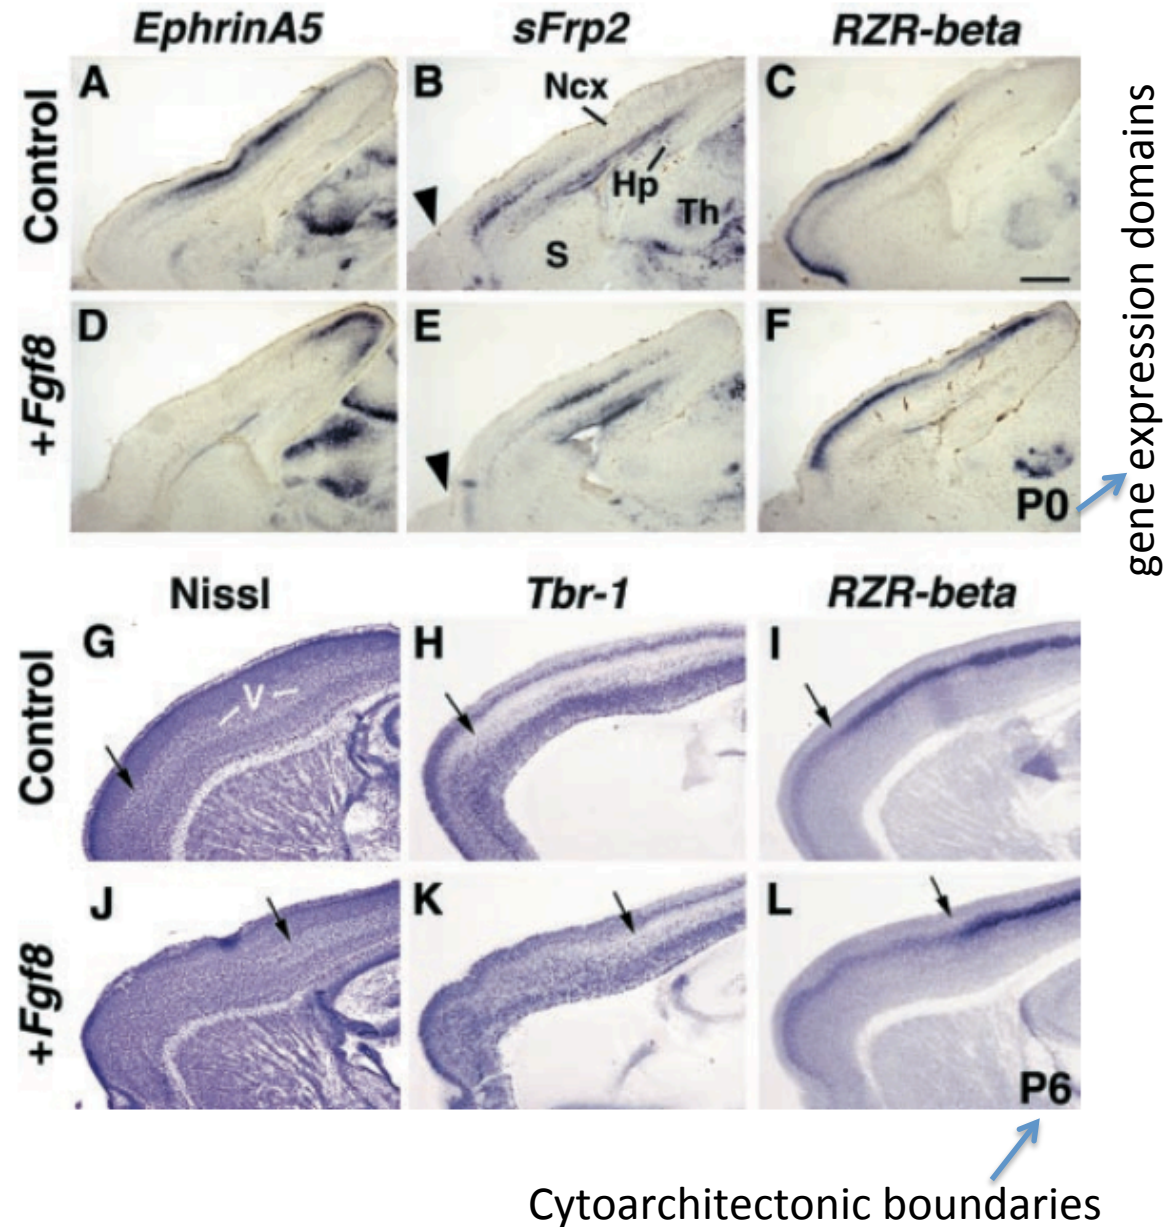 EphrinA5 sFrp2 RZR-beta
Control
A B C
Ncx
Hp
Th
S
+Fgf8
D E F
P0
gene expression domains
Nissl Tbr-1 RZR-beta
Control
G H I
V
+Fgf8
J K L
P6
Cytoarchitectonic boundaries